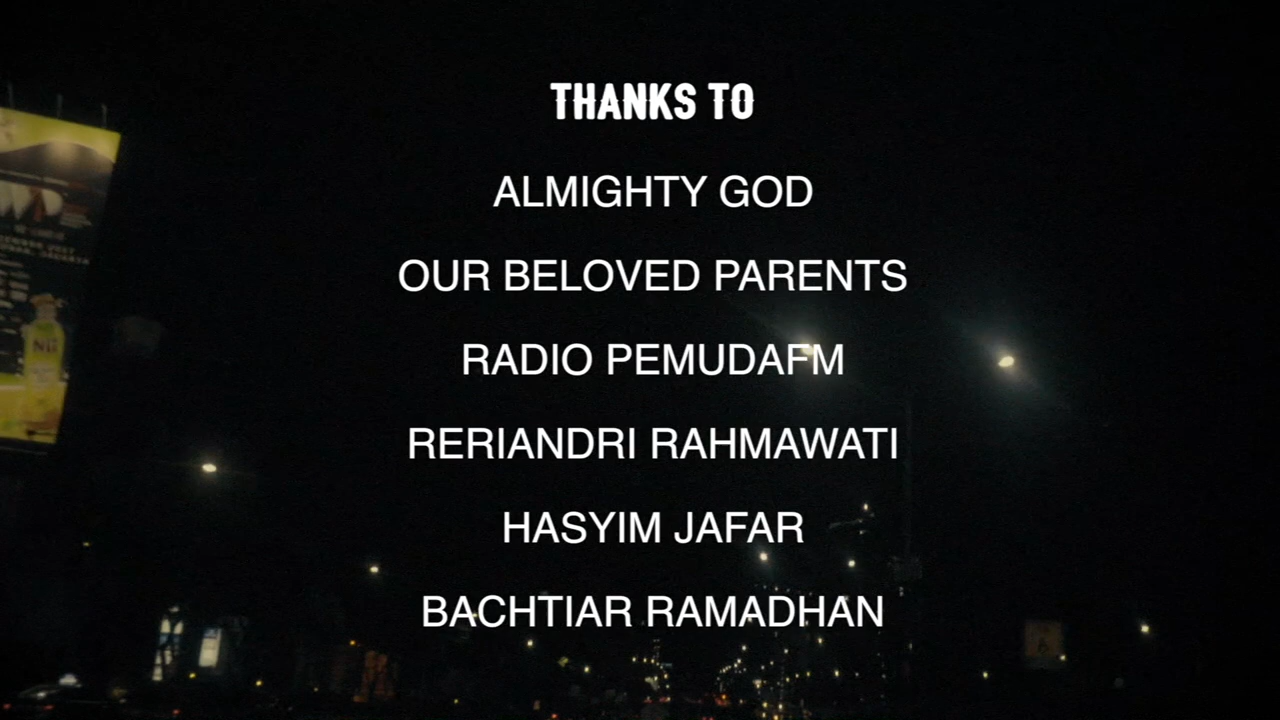 THANKS TO
ALMIGHTY GOD
OUR BELOVED PARENTS
RADIO PEMUDAFM
RERIANDRI RAHMAWATI
HASYIM JAFAR
BACHTIAR RAMADHAN